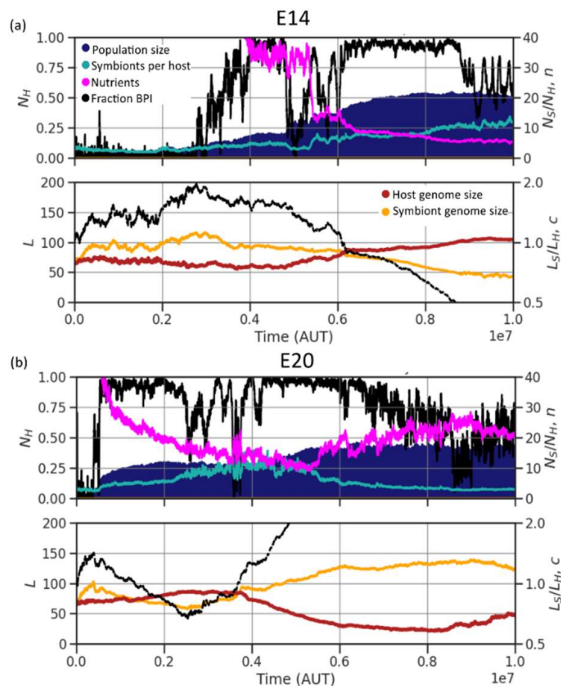 E14
(a)
1.00
0.75
0.50
0.25
0.00
N_H
Population size
Symbionts per host
Nutrients
Fraction BPI
40
30
20
10
0
N_S/N_H, n
200
150
100
50
0
L
Host genome size
Symbiont genome size
2.0
1.0
0.5
L_S/L_H, c
0.0 0.2 0.4 0.6 0.8 1.0
Time (AUT) 1e7
(b)
E20
1.00
0.75
0.50
0.25
0.00
N_H
40
30
20
10
0
N_S/N_H, n
200
150
100
50
0
L
2.0
1.0
0.5
L_S/L_H, c
0.0 0.2 0.4 0.6 0.8 1.0
Time (AUT) 1e7